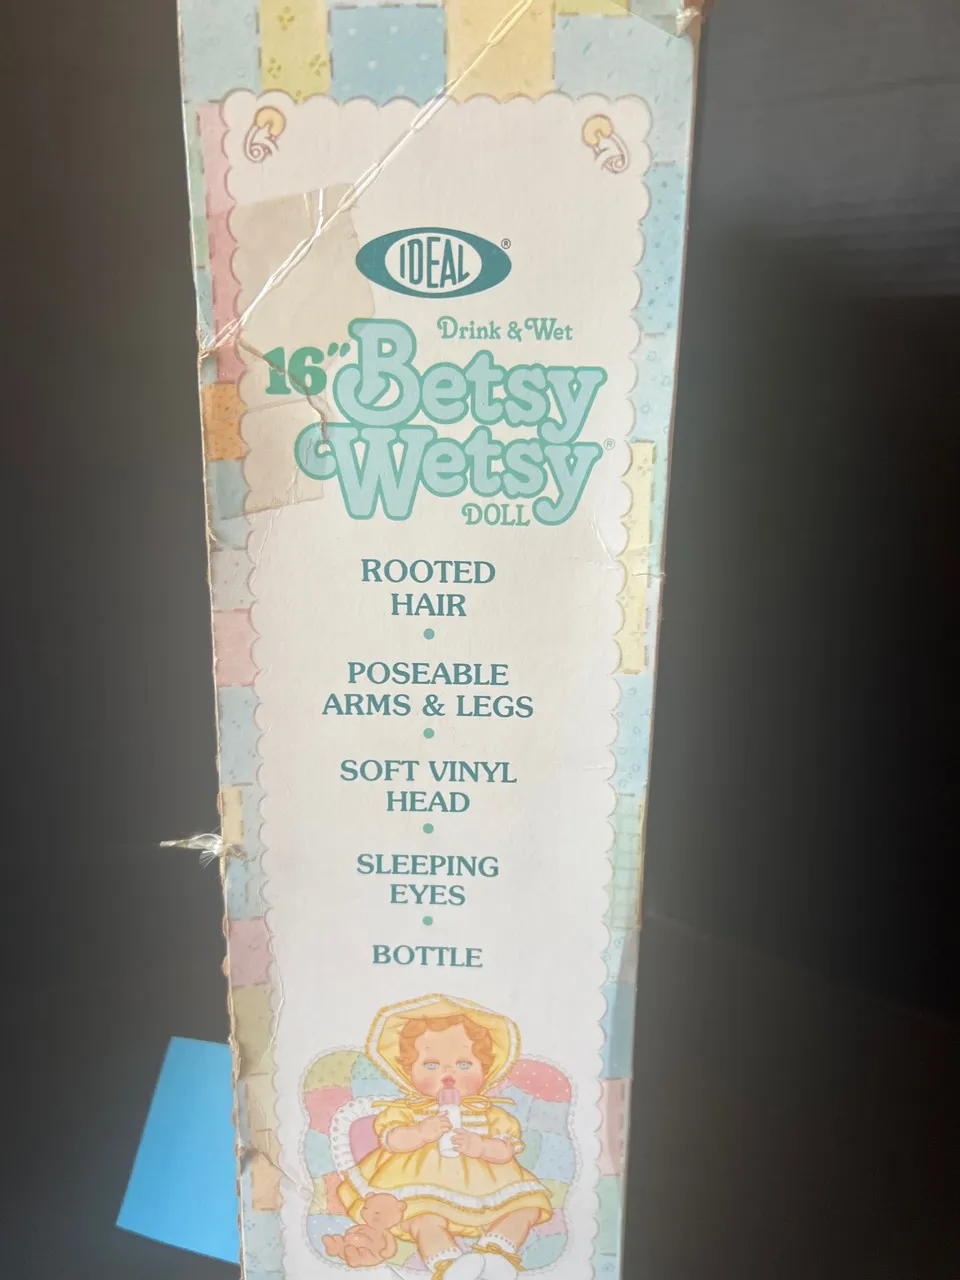 IDEAL®
Drink & Wet
16" Betsy
Wetsy®
DOLL
ROOTED
HAIR
•
POSEABLE
ARMS & LEGS
•
SOFT VINYL
HEAD
•
SLEEPING
EYES
•
BOTTLE